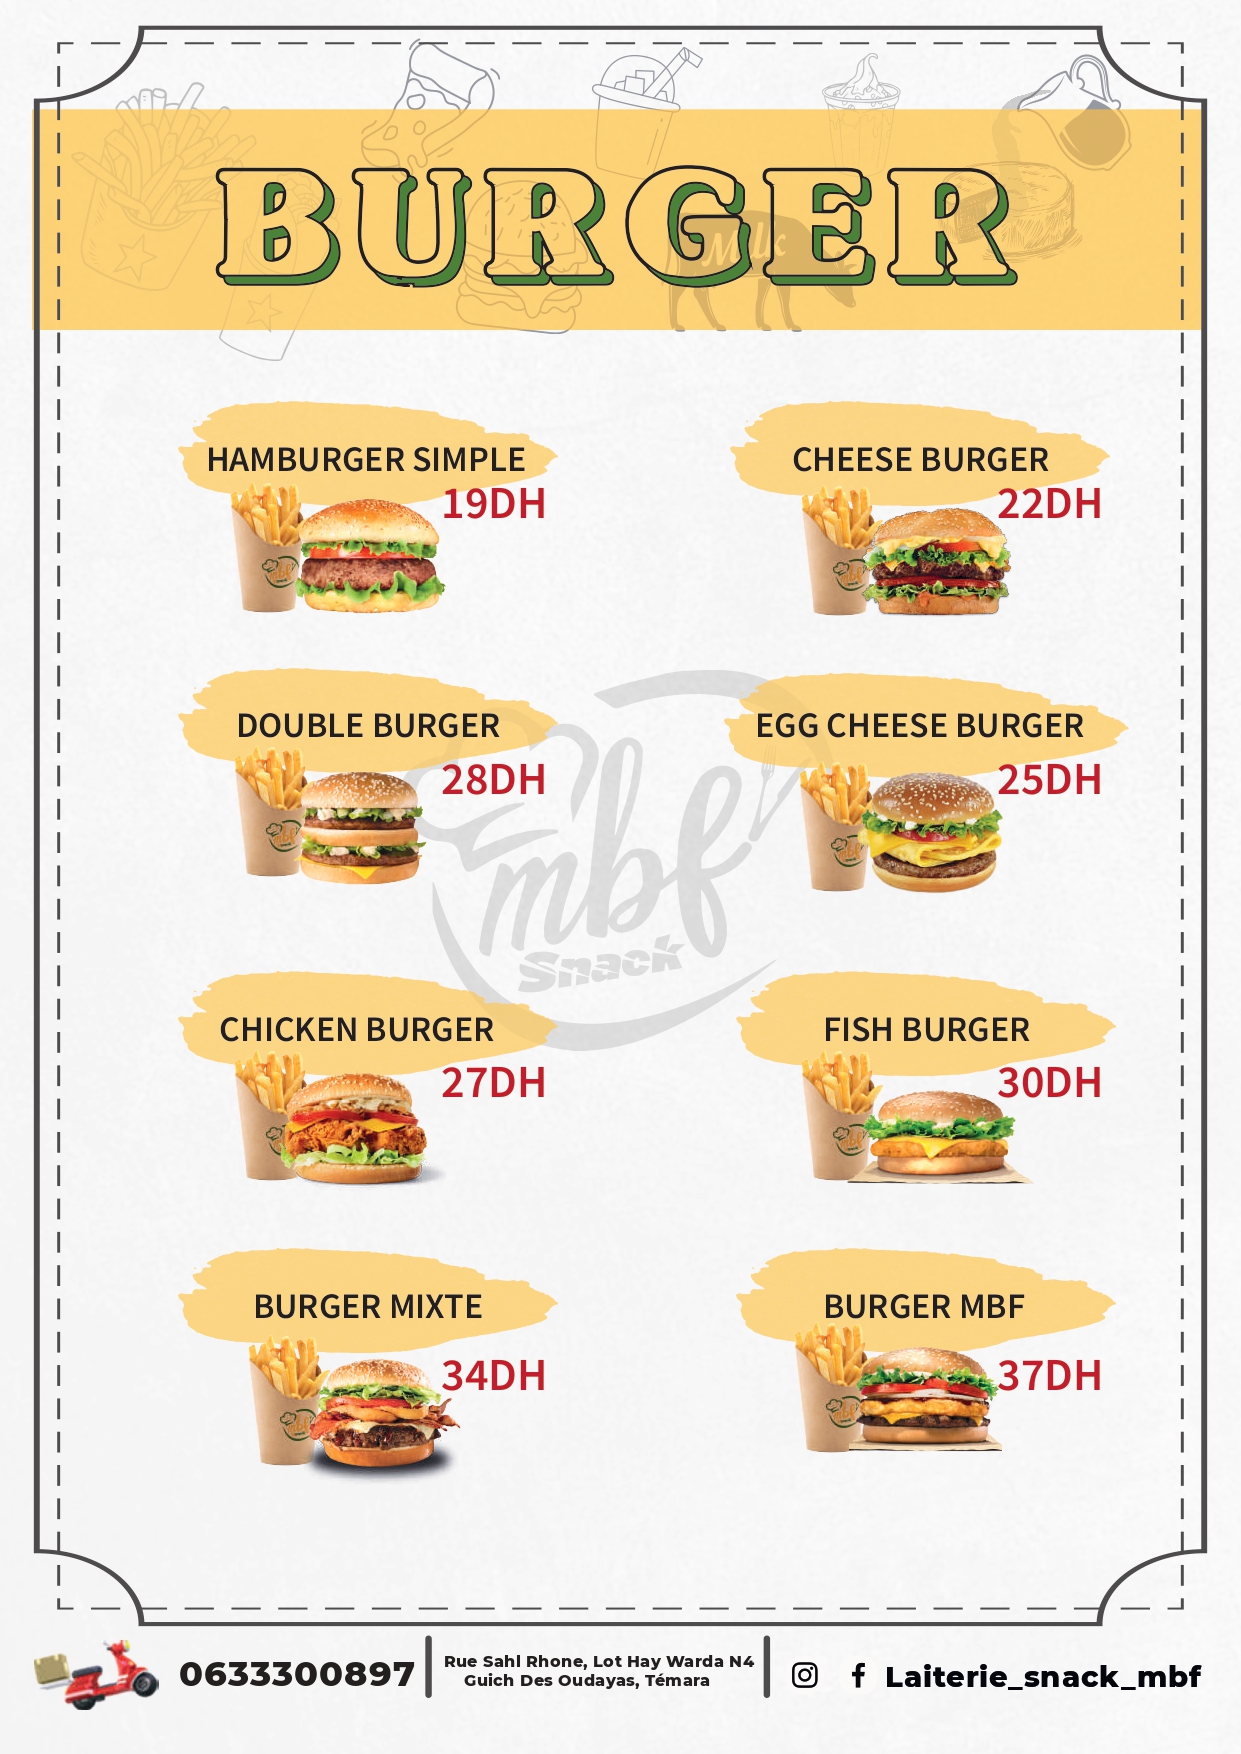 BURGER
Milk
HAMBURGER SIMPLE
19DH
CHEESE BURGER
22DH
DOUBLE BURGER
28DH
EGG CHEESE BURGER
25DH
mbf
Snack
CHICKEN BURGER
27DH
FISH BURGER
30DH
BURGER MIXTE
34DH
BURGER MBF
37DH
0633300897
Rue Sahl Rhone, Lot Hay Warda N4
Guich Des Oudayas, Témara
Laiterie_snack_mbf